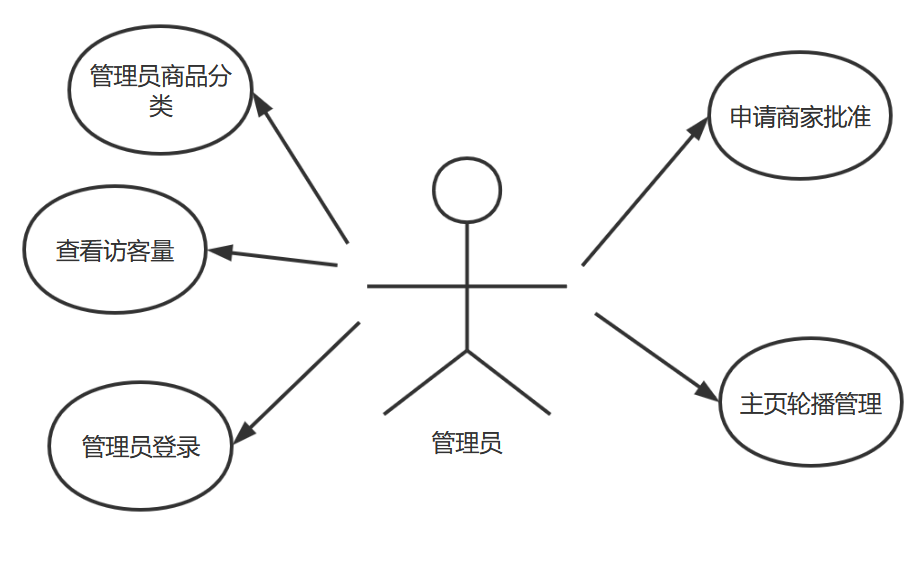 管理员商品分
类
申请商家批准
查看访客量
主页轮播管理
管理员登录
管理员